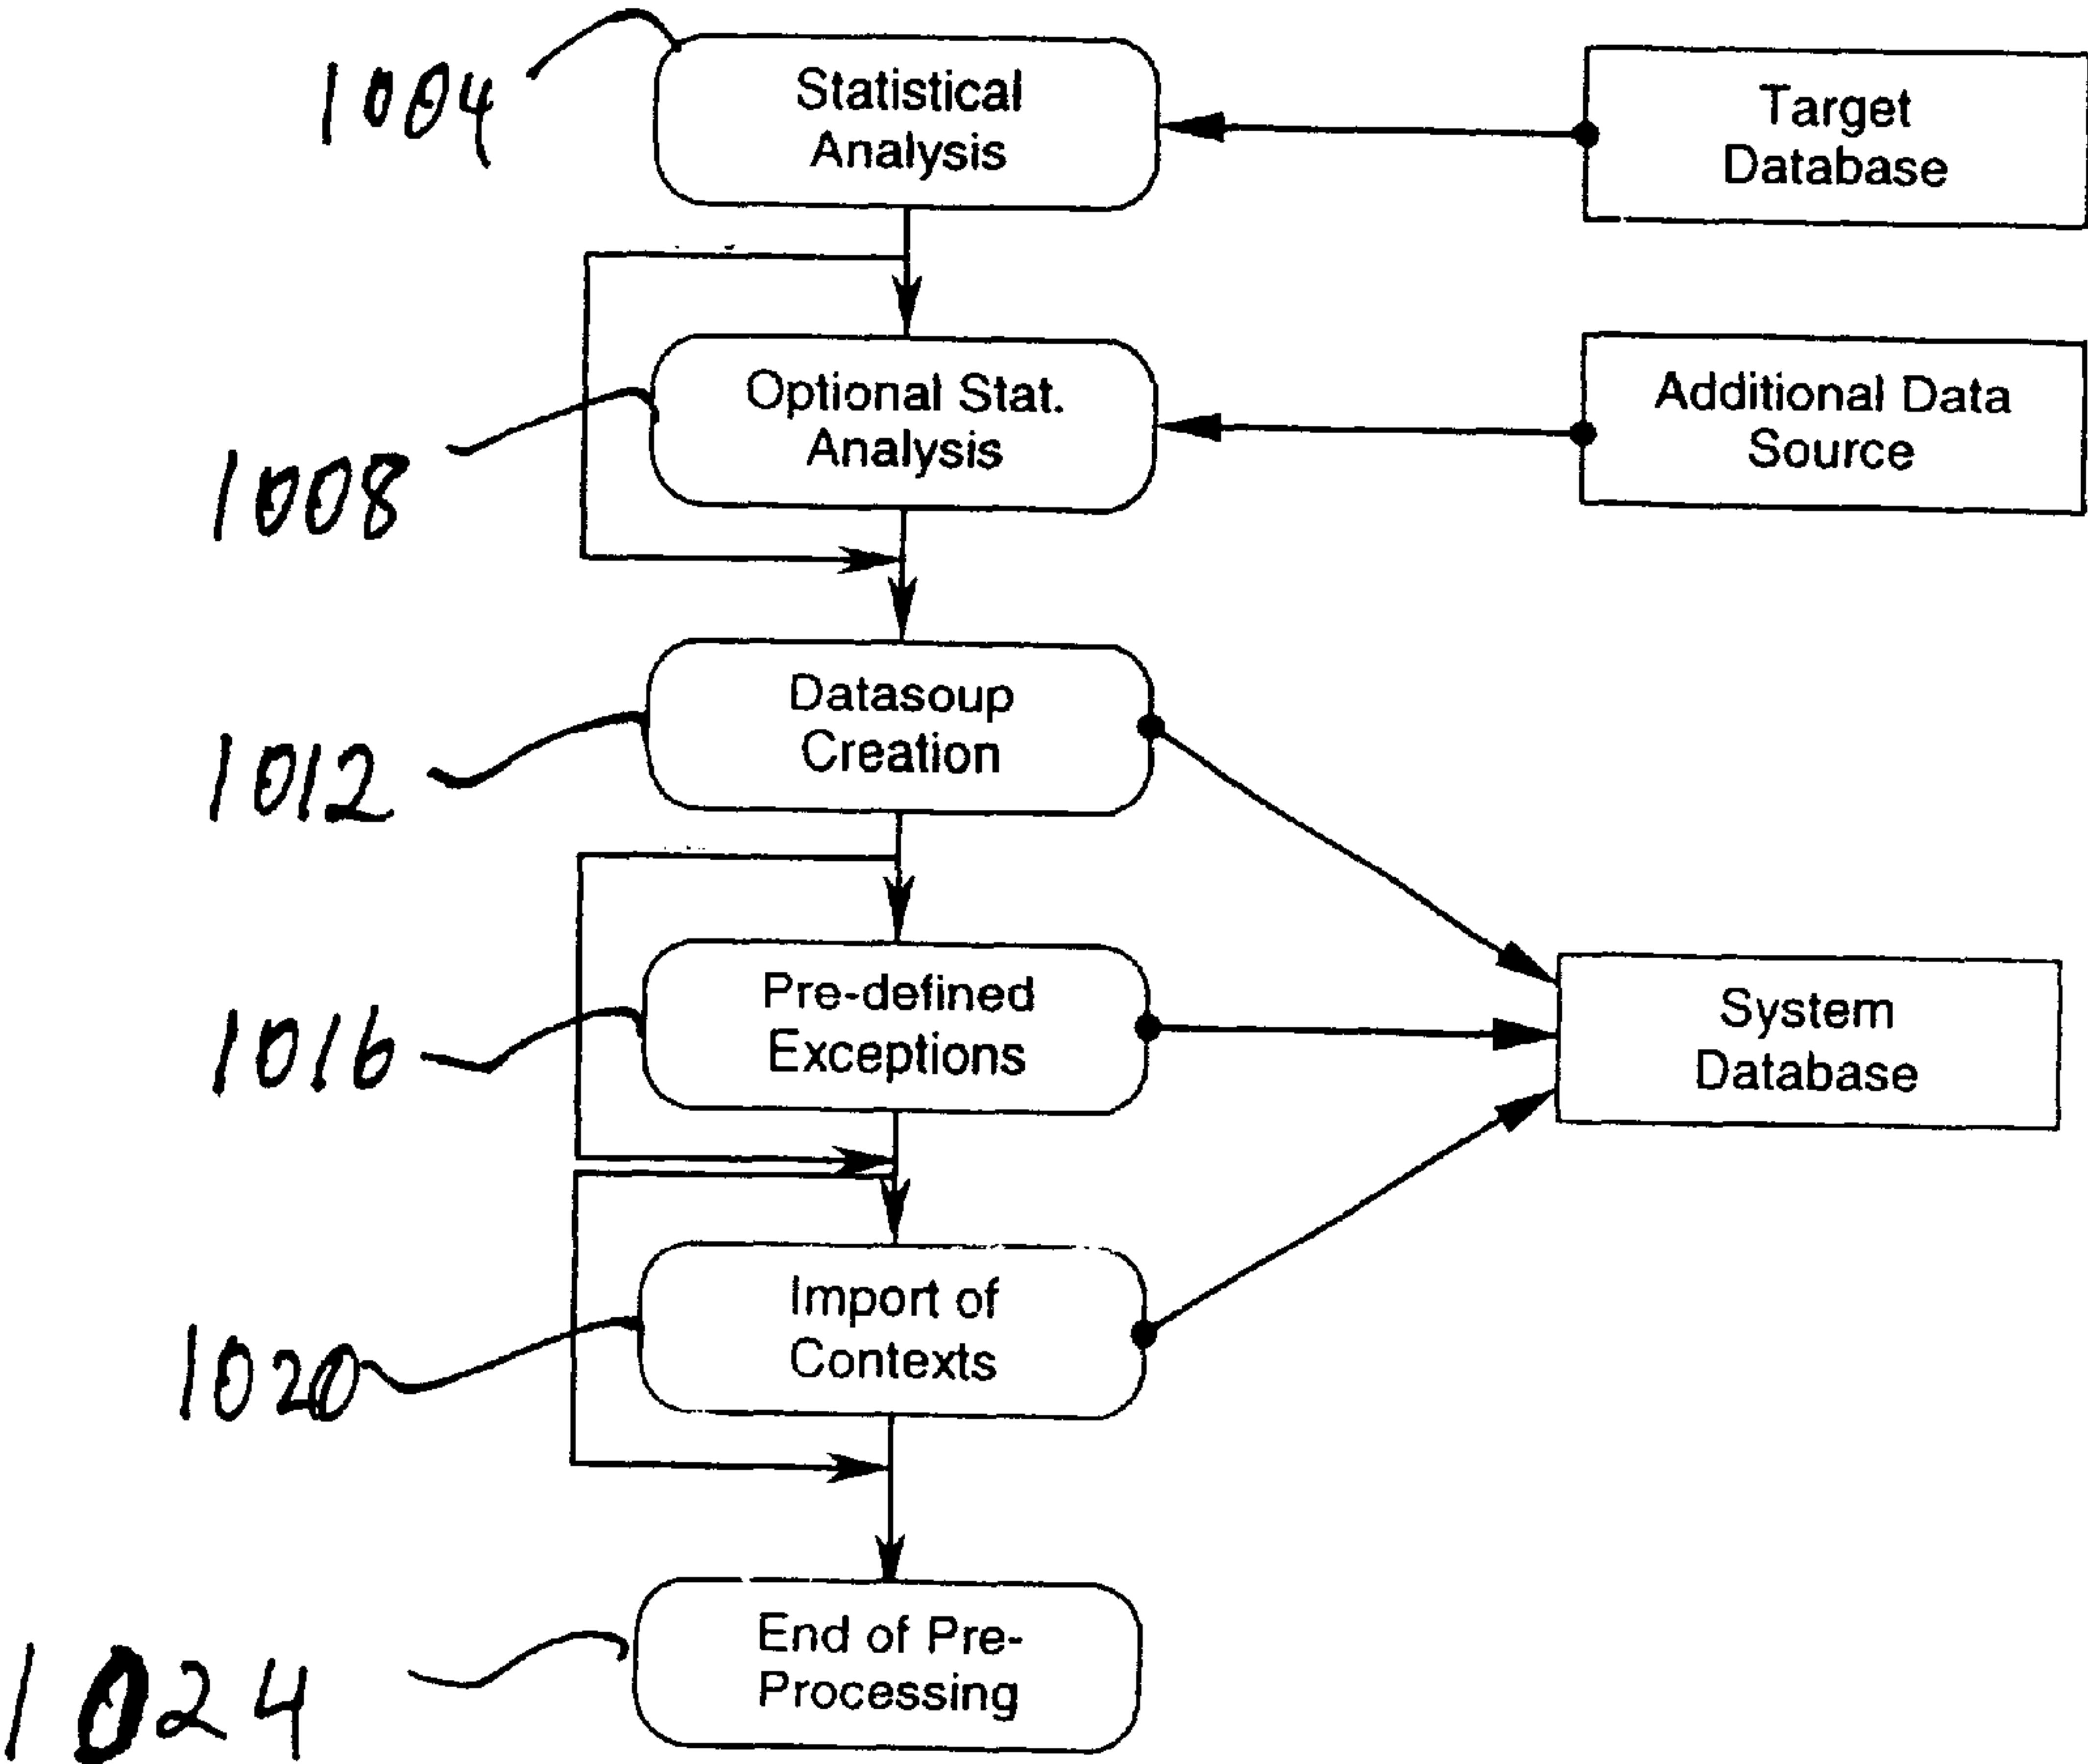 1004
Statistical
Analysis
Target
Database
1008
Optional Stat.
Analysis
Additional Data
Source
1012
Datasoup
Creation
1016
Pre-defined
Exceptions
System
Database
1020
Import of
Contexts
1024
End of Pre-
Processing